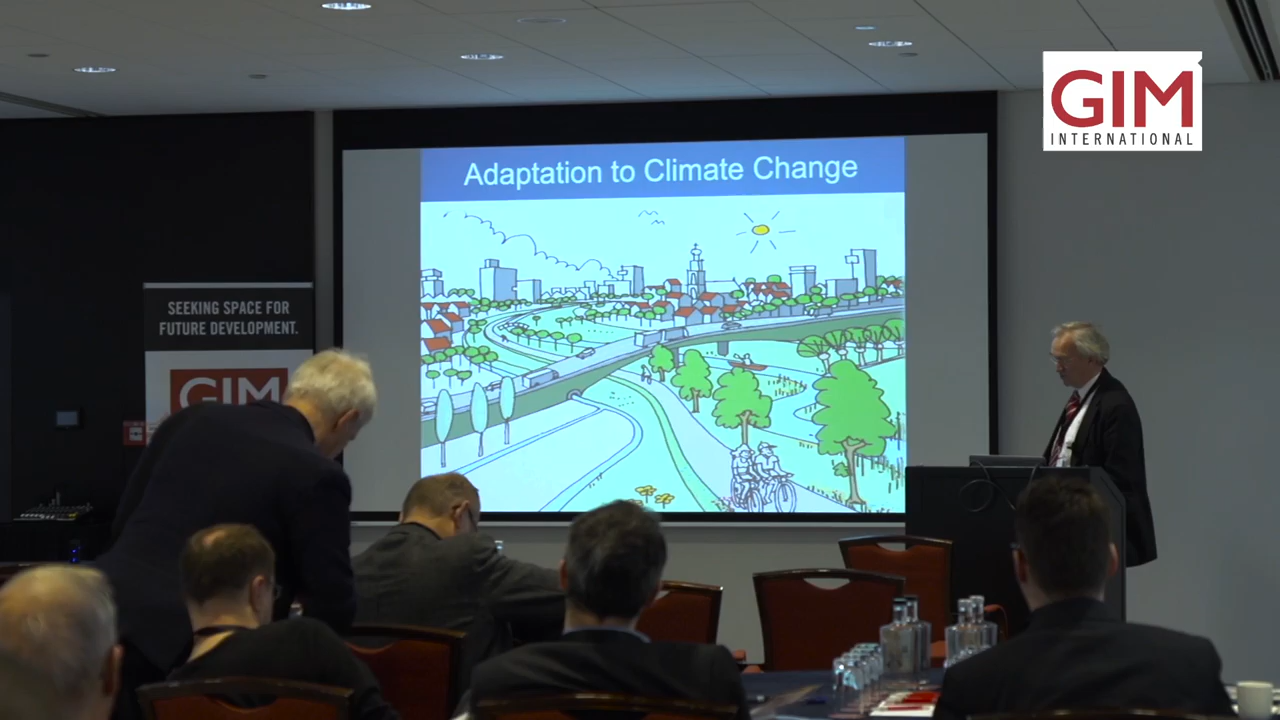 GIM
INTERNATIONAL
Adaptation to Climate Change
SEEKING SPACE FOR
FUTURE DEVELOPMENT.
GIM